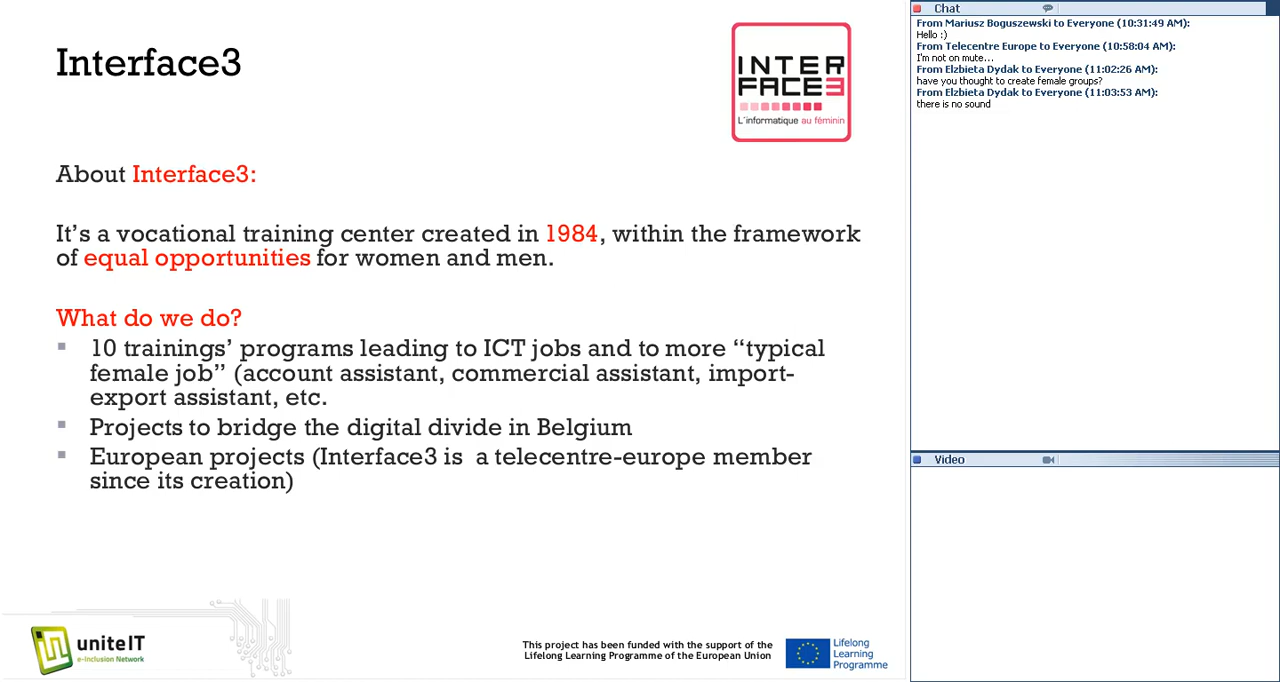 Interface3
INTER
FACE3
L'informatique au féminin
About Interface3:
It's a vocational training center created in 1984, within the framework
of equal opportunities for women and men.
What do we do?
▪ 10 trainings' programs leading to ICT jobs and to more “typical
female job” (account assistant, commercial assistant, import-
export assistant, etc.
▪ Projects to bridge the digital divide in Belgium
▪ European projects (Interface3 is a telecentre-europe member
since its creation)
in
uniteIT
e-Inclusion Network
This project has been funded with the support of the
Lifelong Learning Programme of the European Union
Lifelong
Learning
Programme
Chat
From Mariusz Boguszewski to Everyone (10:31:49 AM):
Hello :)
From Telecentre Europe to Everyone (10:58:04 AM):
I'm not on mute...
From Elzbieta Dydak to Everyone (11:02:26 AM):
have you thought to create female groups?
From Elzbieta Dydak to Everyone (11:03:53 AM):
there is no sound
Video